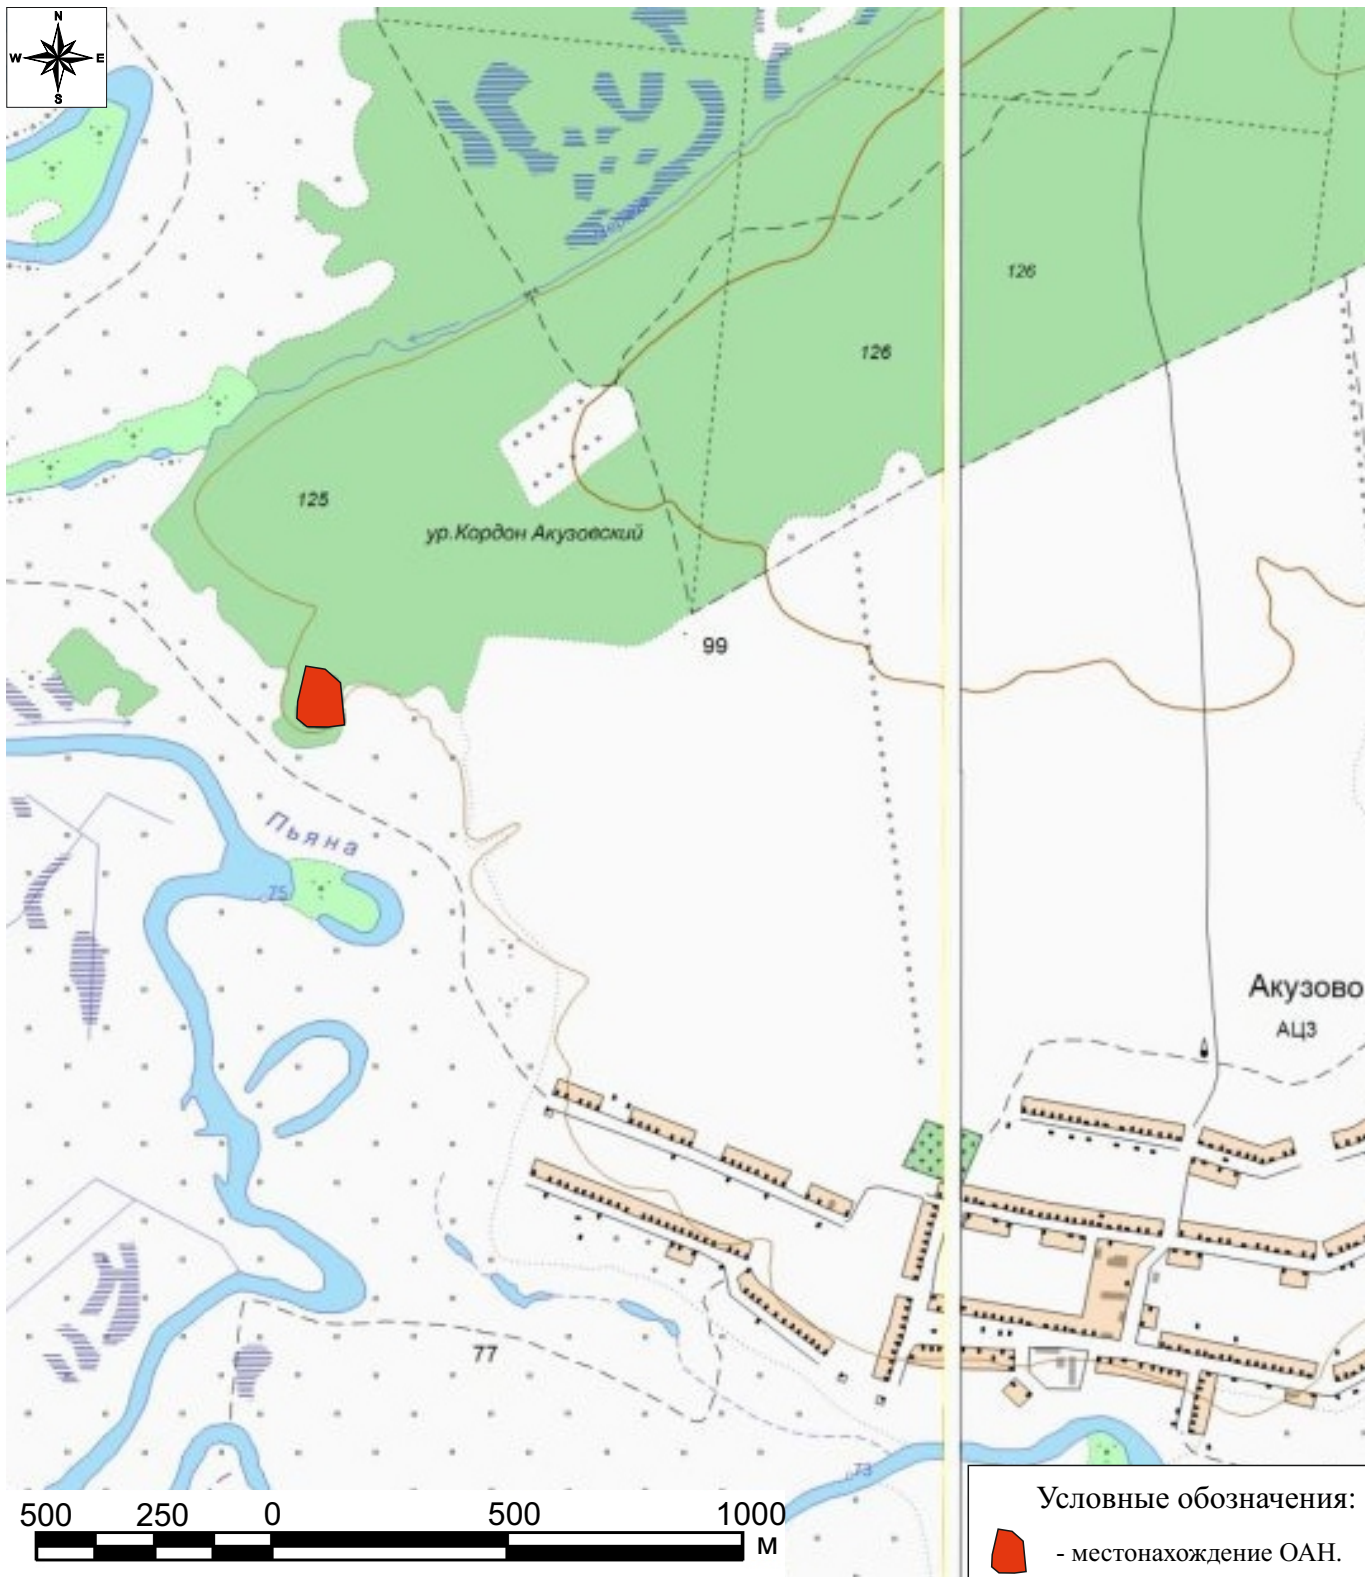 N
W E
S
126
126
125
ур.Кордон Акузовский
99
Пьяна
75
Акузово
АЦЗ
77
73
500 250 0 500 1000
м
Условные обозначения:
- местонахождение ОАН.